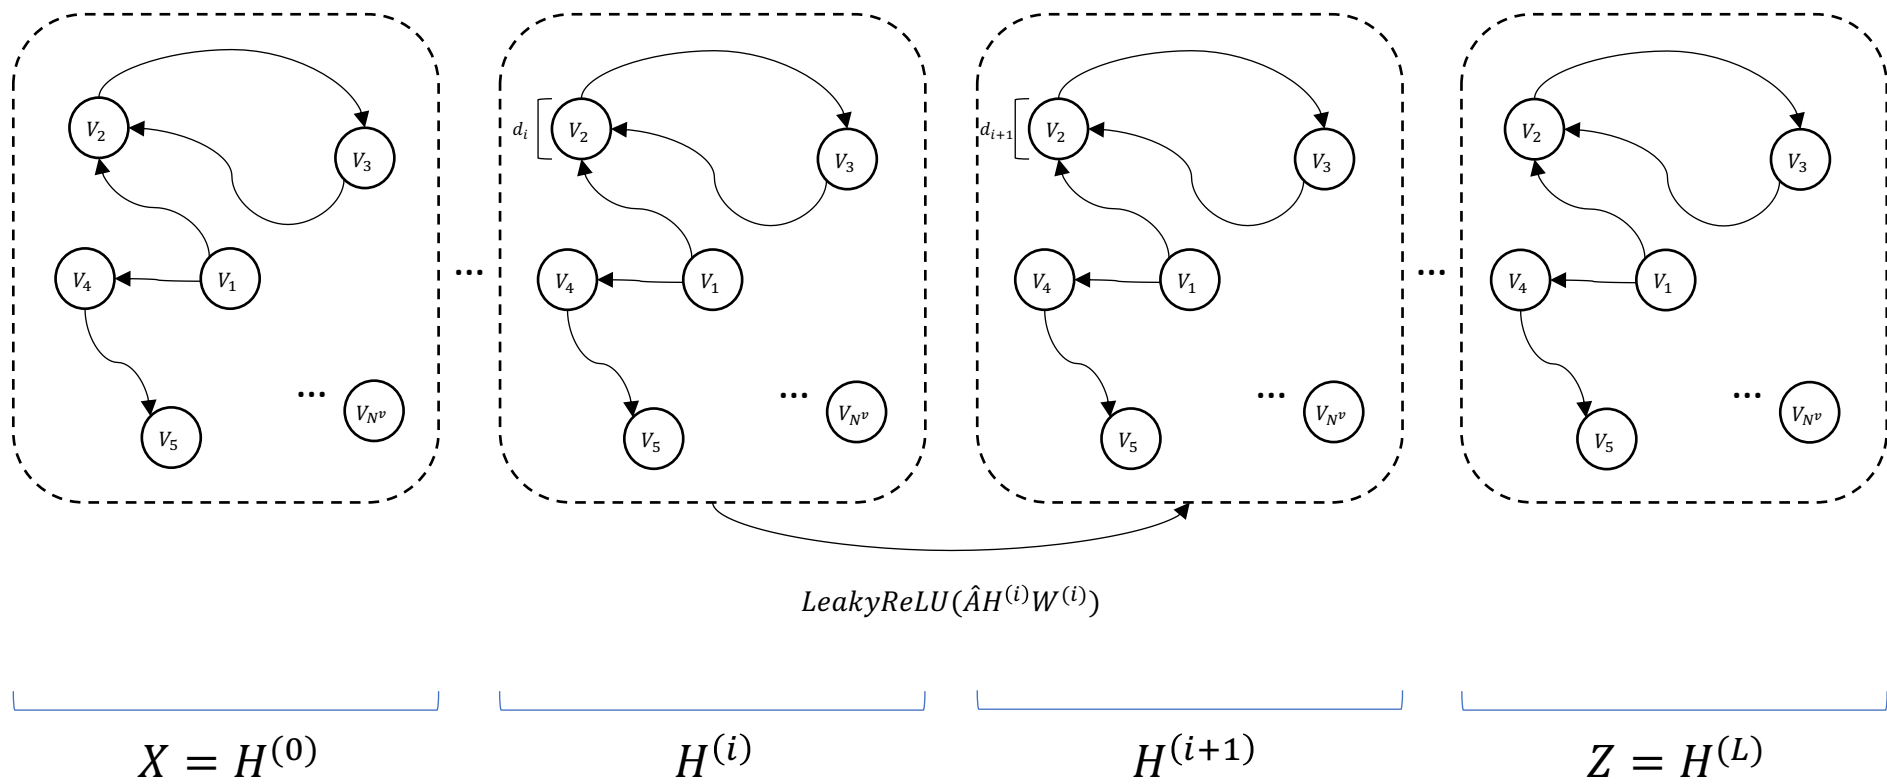 V₂
V₃
V₄
V₁
V₅
... V_{N^v}
...
d_i
V₂
V₃
V₄
V₁
V₅
... V_{N^v}
d_{i+1}
V₂
V₃
V₄
V₁
V₅
... V_{N^v}
...
V₂
V₃
V₄
V₁
V₅
... V_{N^v}
LeakyReLU(ÂH^{(i)}W^{(i)})
X = H^{(0)}
H^{(i)}
H^{(i+1)}
Z = H^{(L)}